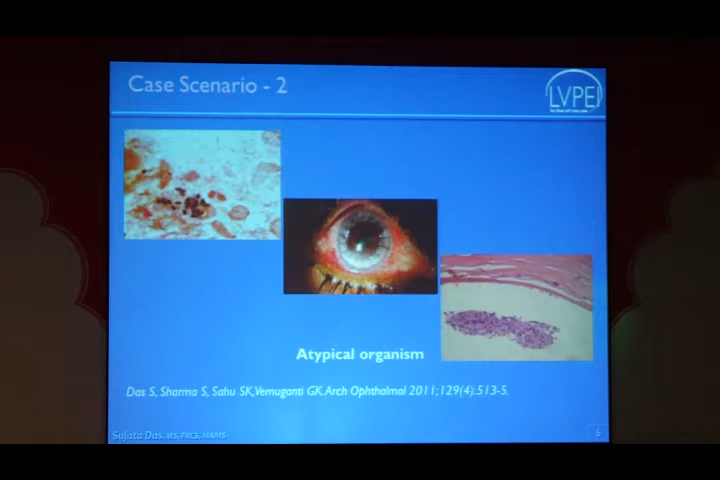 Case Scenario - 2
LVPEI
Atypical organism
Das S, Sharma S, Sahu SK,Vemuganti GK.Arch Ophthalmol 2011;129(4):513-5.
Sujata Das, MS, FRCS, MAMS
6